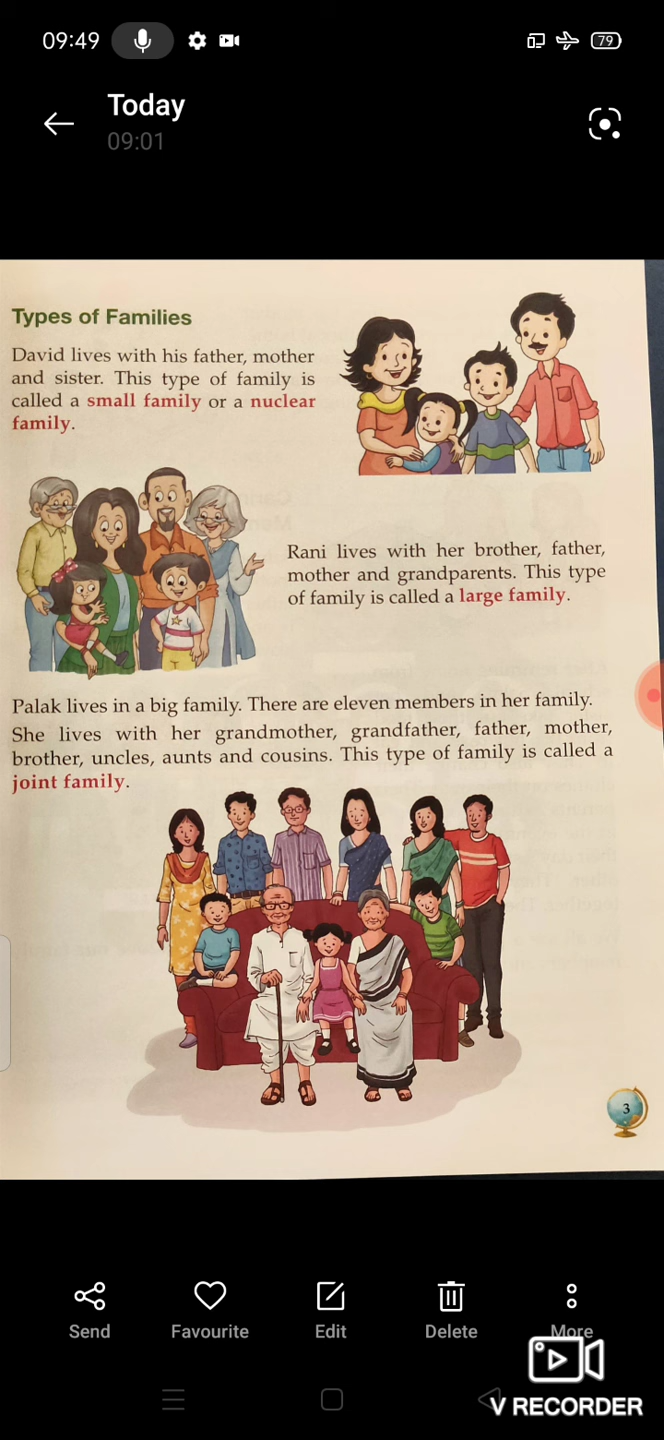 09:49
79
Today
09:01
Types of Families
David lives with his father, mother
and sister. This type of family is
called a small family or a nuclear
family.
Rani lives with her brother, father,
mother and grandparents. This type
of family is called a large family.
Palak lives in a big family. There are eleven members in her family.
She lives with her grandmother, grandfather, father, mother,
brother, uncles, aunts and cousins. This type of family is called a
joint family.
3
Send
Favourite
Edit
Delete
More
V RECORDER